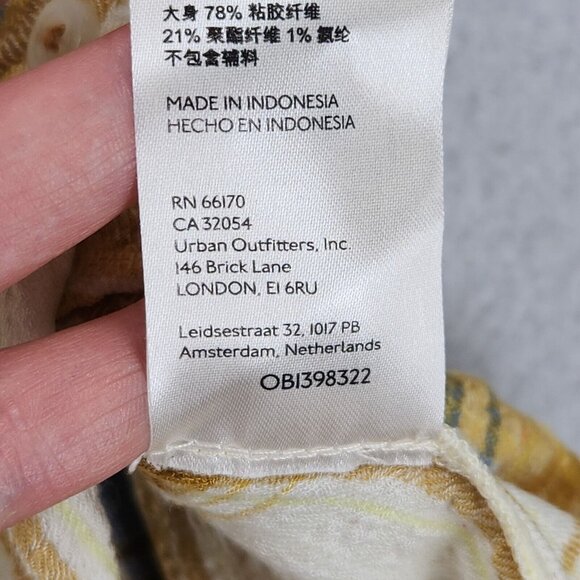 大身 78% 粘胶纤维
21% 聚酯纤维 1% 氨纶
不包含辅料
MADE IN INDONESIA
HECHO EN INDONESIA
RN 66170
CA 32054
Urban Outfitters, Inc.
146 Brick Lane
LONDON, E1 6RU
Leidsestraat 32, 1017 PB
Amsterdam, Netherlands
OB1398322